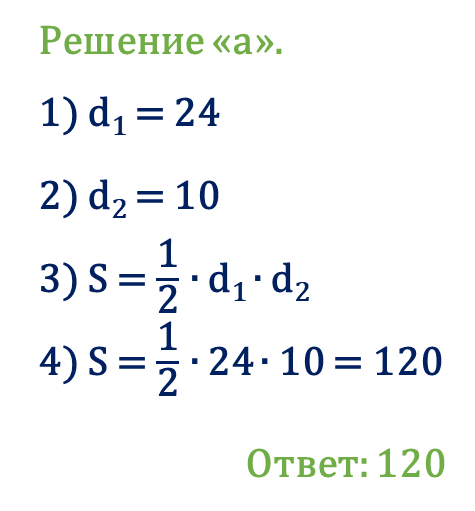 Решение «а».
1) d₁ = 24
2) d₂ = 10
3) S = 1/2 · d₁ · d₂
4) S = 1/2 · 24 · 10 = 120
Ответ: 120